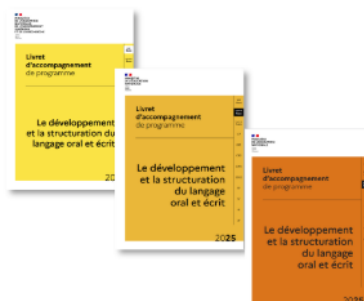 Livret
d'accompagnement
de programme
Le développement
et la structuration du
langage oral et écrit
20
Livret
d'accompagnement
de programme
Le développement
et la structuration
du langage
oral et écrit
2025
Livret
d'accompagnement
de programme
Le développement
et la structuration
du langage
oral et écrit